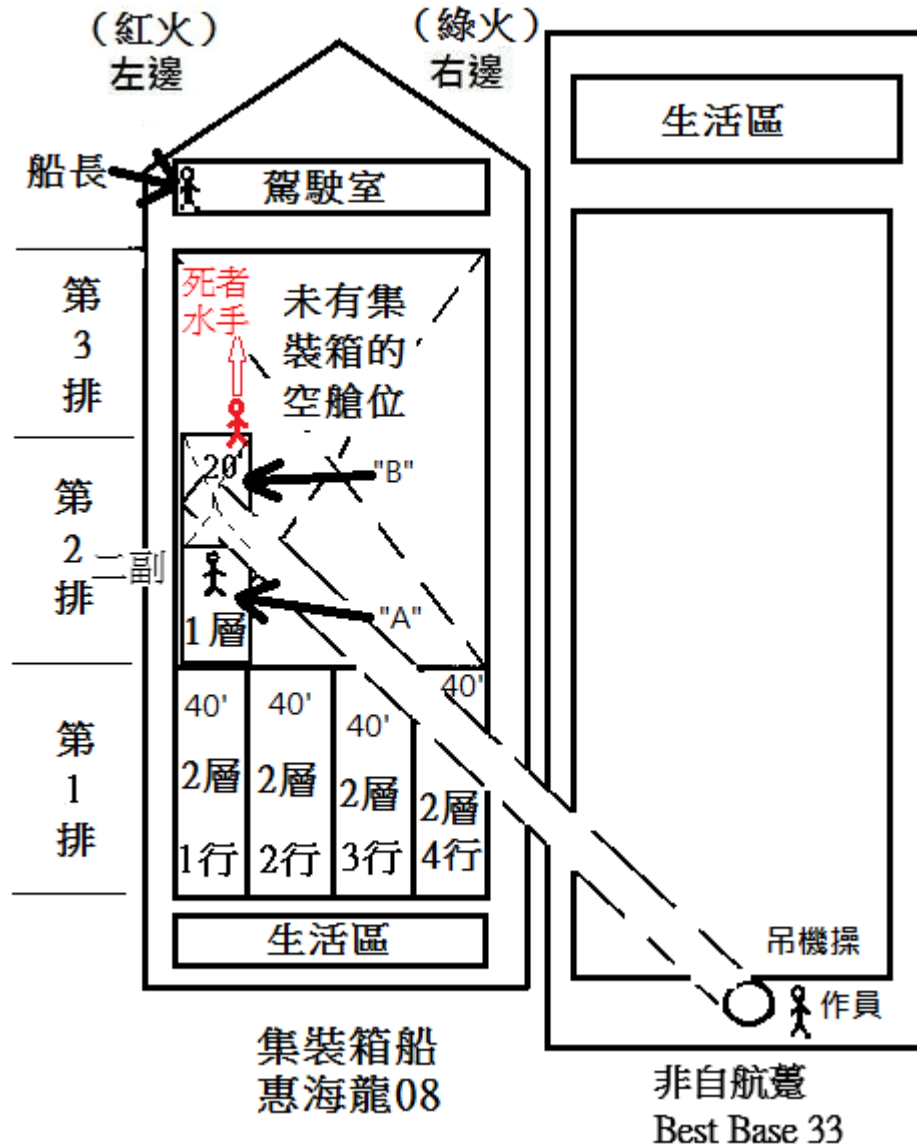 （紅火）
左邊
（綠火）
右邊
生活區
船長
駕駛室
第
3
排
死者
水手
未有集
裝箱的
空艙位
第
2
排
二副
20'
"B"
"A"
1層
第
1
排
40'
2層
1行
40'
2層
2行
40'
2層
3行
40'
2層
4行
生活區
吊機操
作員
集裝箱船
惠海龍08
非自航躉
Best Base 33